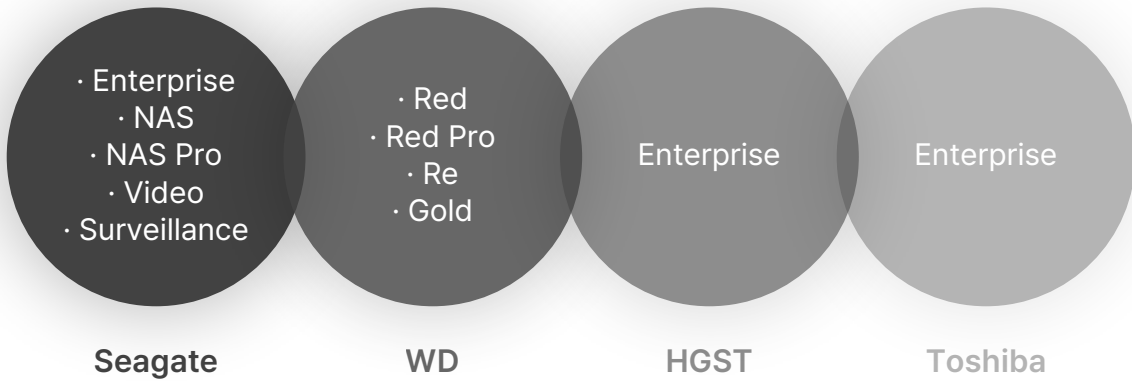 · Enterprise
· NAS
· NAS Pro
· Video
· Surveillance
Seagate
· Red
· Red Pro
· Re
· Gold
WD
Enterprise
HGST
Enterprise
Toshiba